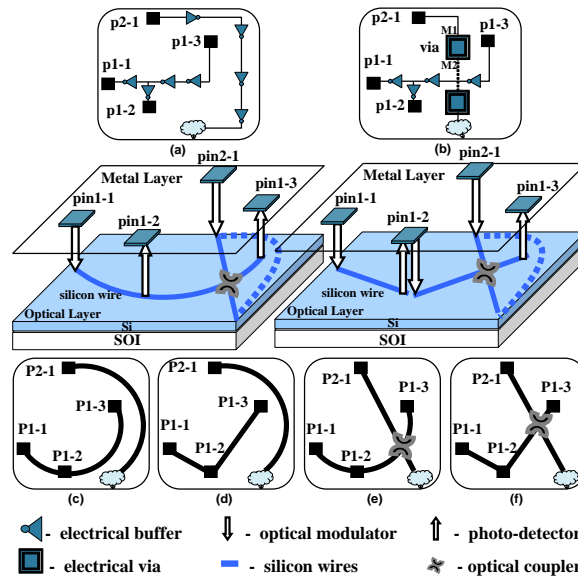 p2-1
p1-3
p1-1
p1-2
(a)
p2-1
M1
p1-3
via
p1-1
M2
p1-2
(b)
pin2-1
Metal Layer
pin1-3
pin1-1
pin1-2
silicon wire
Optical Layer
Si
SOI
pin2-1
Metal Layer
pin1-3
pin1-1
pin1-2
silicon wire
Optical Layer
Si
SOI
P2-1
P1-3
P1-1
P1-2
(c)
P2-1
P1-3
P1-1
P1-2
(d)
P2-1
P1-3
P1-1
P1-2
(e)
P2-1
P1-3
P1-1
P1-2
(f)
- electrical buffer
- optical modulator
- photo-detector
- electrical via
- silicon wires
- optical coupler